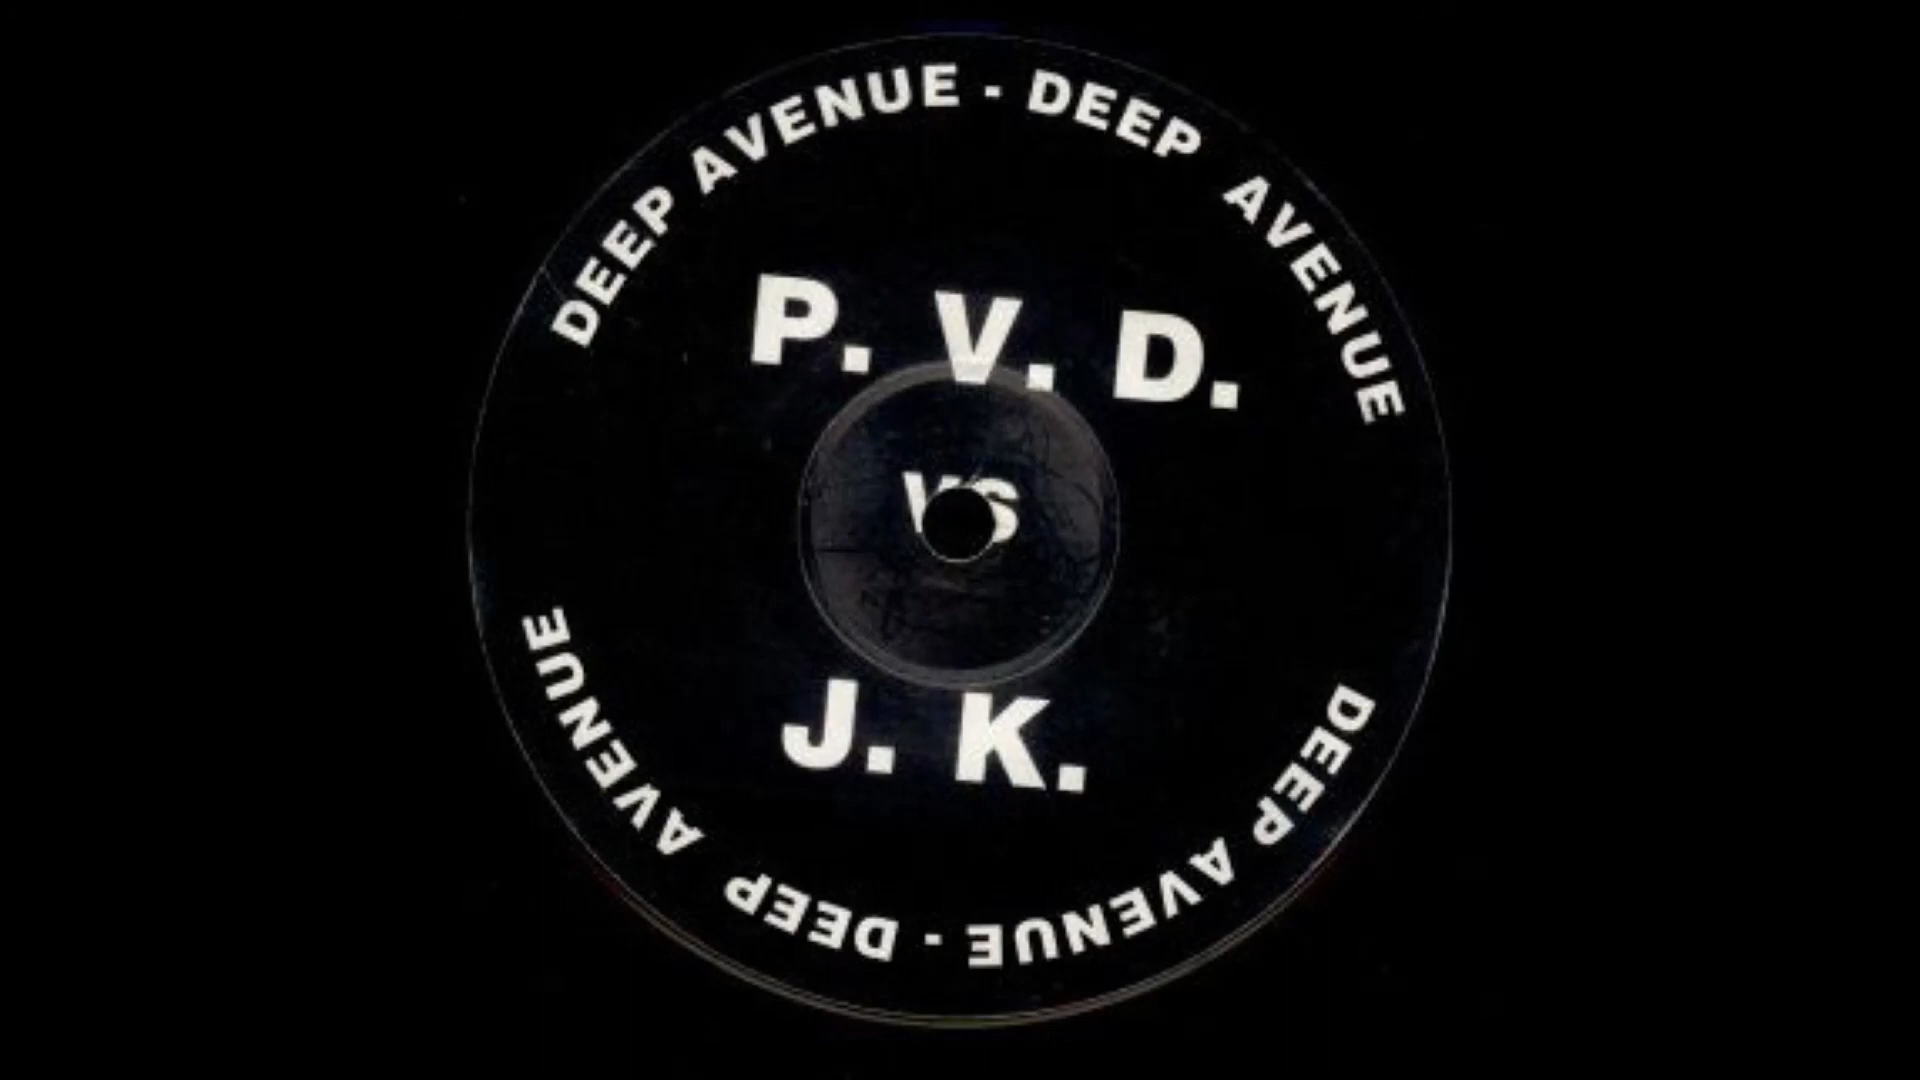 DEEP AVENUE - DEEP AVENUE
P. V. D.
VS
J. K.
DEEP AVENUE - DEEP AVENUE